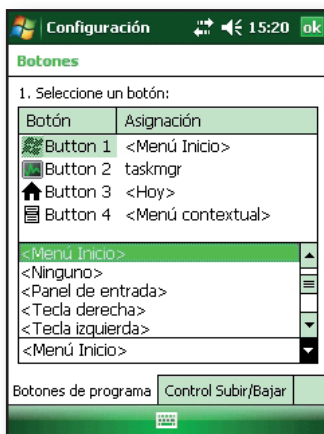 Configuración 15:20 ok
Botones
1. Seleccione un botón:
Botón Asignación
Button 1 <Menú Inicio>
Button 2 taskmgr
Button 3 <Hoy>
Button 4 <Menú contextual>
<Menú Inicio>
<Ninguno>
<Panel de entrada>
<Tecla derecha>
<Tecla izquierda>
<Menú Inicio>
Botones de programa Control Subir/Bajar